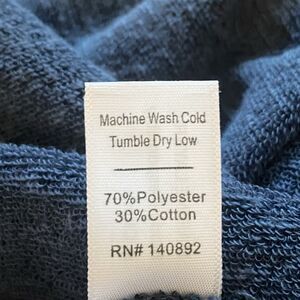 Machine Wash Cold
Tumble Dry Low
70%Polyester
30%Cotton
RN# 140892